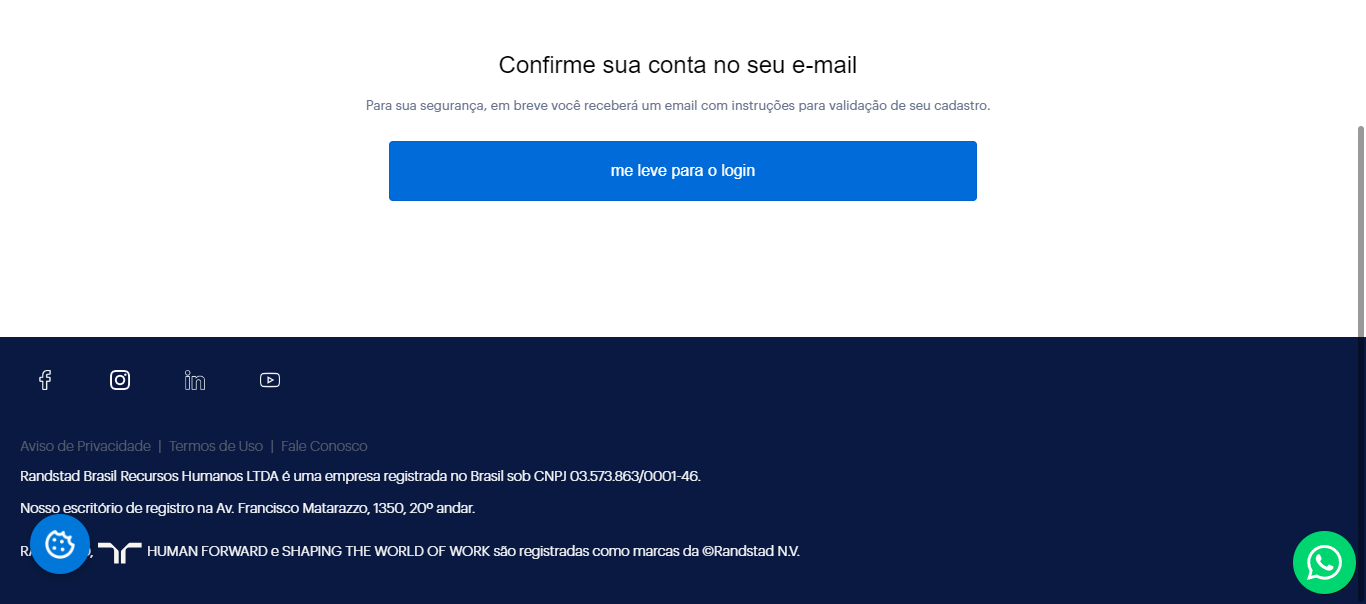 Confirme sua conta no seu e-mail
Para sua segurança, em breve você receberá um email com instruções para validação de seu cadastro.
me leve para o login
Aviso de Privacidade | Termos de Uso | Fale Conosco
Randstad Brasil Recursos Humanos LTDA é uma empresa registrada no Brasil sob CNPJ 03.573.863/0001-46.
Nosso escritório de registro na Av. Francisco Matarazzo, 1350, 20º andar.
HUMAN FORWARD e SHAPING THE WORLD OF WORK são registradas como marcas da ©Randstad N.V.